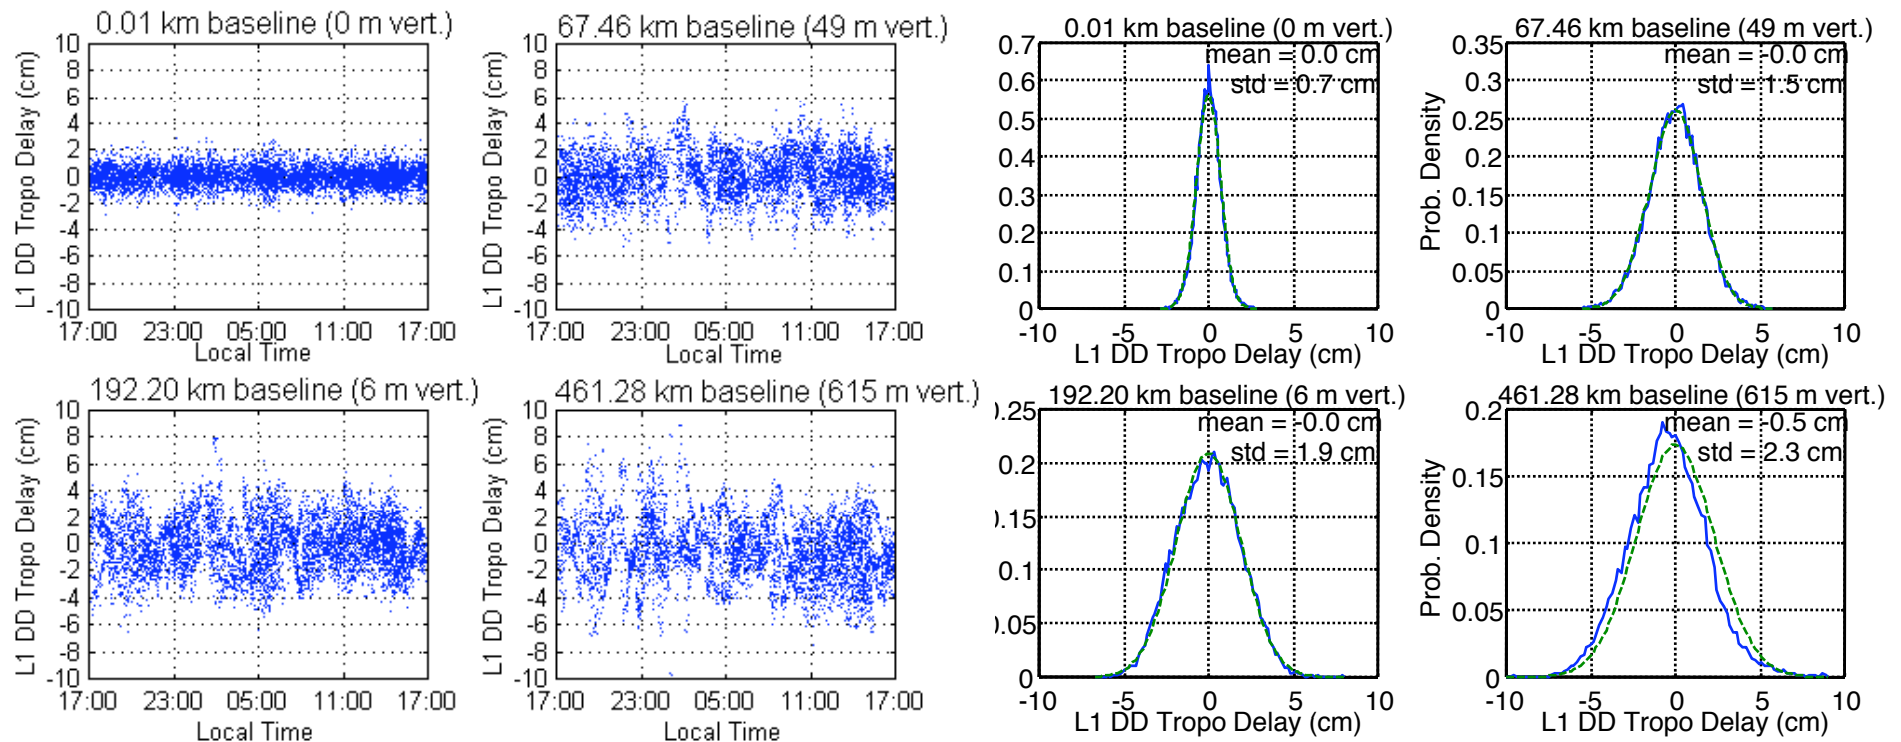 0.01 km baseline (0 m vert.)
10
8
6
4
2
0
-2
-4
-6
-8
-10
L1 DD Tropo Delay (cm)
17:00 23:00 05:00 11:00 17:00
Local Time
67.46 km baseline (49 m vert.)
10
8
6
4
2
0
-2
-4
-6
-8
-10
L1 DD Tropo Delay (cm)
17:00 23:00 05:00 11:00 17:00
Local Time
0.01 km baseline (0 m vert.)
mean = 0.0 cm
std = 0.7 cm
0.7
0.6
0.5
0.4
0.3
0.2
0.1
0
-10 -5 0 5 10
L1 DD Tropo Delay (cm)
67.46 km baseline (49 m vert.)
mean = -0.0 cm
std = 1.5 cm
0.35
0.3
0.25
0.2
0.15
0.1
0.05
0
Prob. Density
-10 -5 0 5 10
L1 DD Tropo Delay (cm)
192.20 km baseline (6 m vert.)
10
8
6
4
2
0
-2
-4
-6
-8
-10
L1 DD Tropo Delay (cm)
17:00 23:00 05:00 11:00 17:00
Local Time
461.28 km baseline (615 m vert.)
10
8
6
4
2
0
-2
-4
-6
-8
-10
L1 DD Tropo Delay (cm)
17:00 23:00 05:00 11:00 17:00
Local Time
192.20 km baseline (6 m vert.)
mean = -0.0 cm
std = 1.9 cm
0.25
0.2
0.15
0.1
0.05
0
-10 -5 0 5 10
L1 DD Tropo Delay (cm)
461.28 km baseline (615 m vert.)
mean = -0.5 cm
std = 2.3 cm
0.2
0.15
0.1
0.05
0
Prob. Density
-10 -5 0 5 10
L1 DD Tropo Delay (cm)